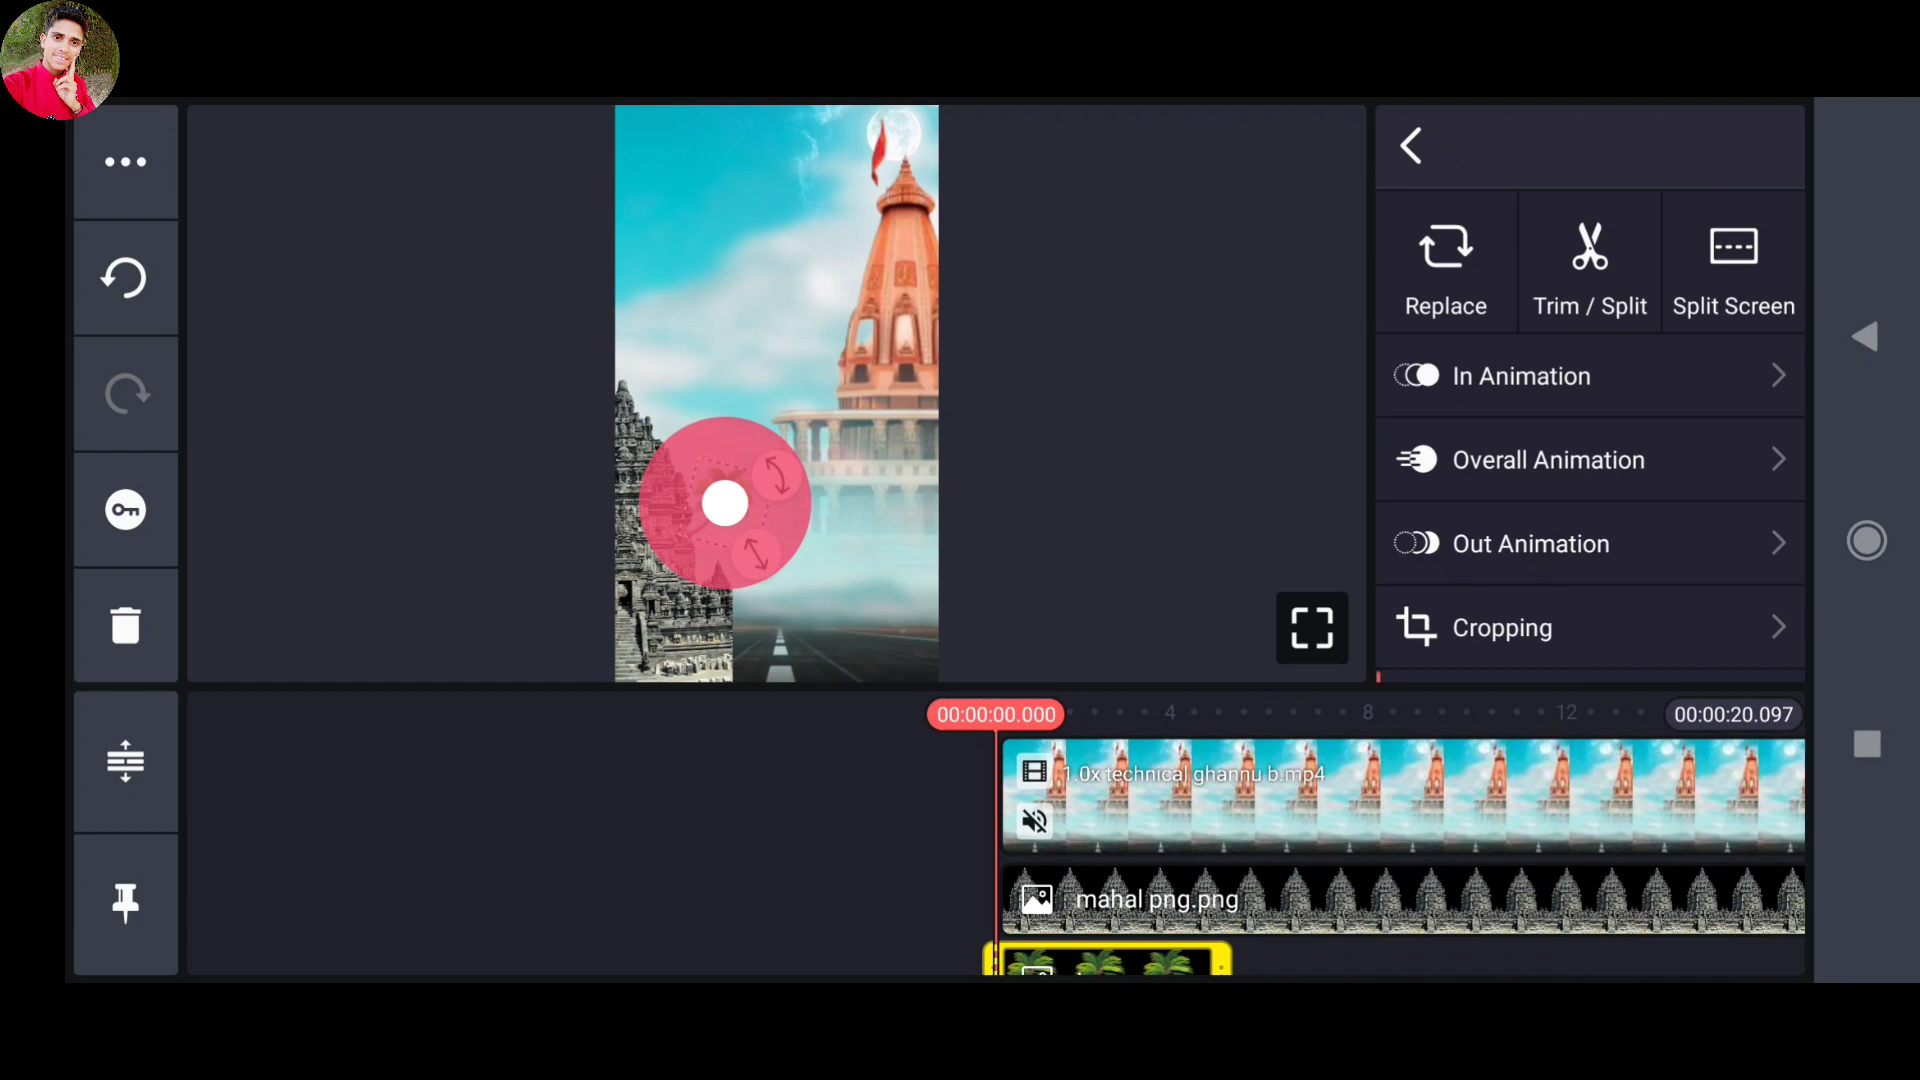 Replace
Trim / Split
Split Screen
In Animation
Overall Animation
Out Animation
Cropping
00:00:00.000
4
8
12
00:00:20.097
1.0x technical ghannu b.mp4
mahal png.png